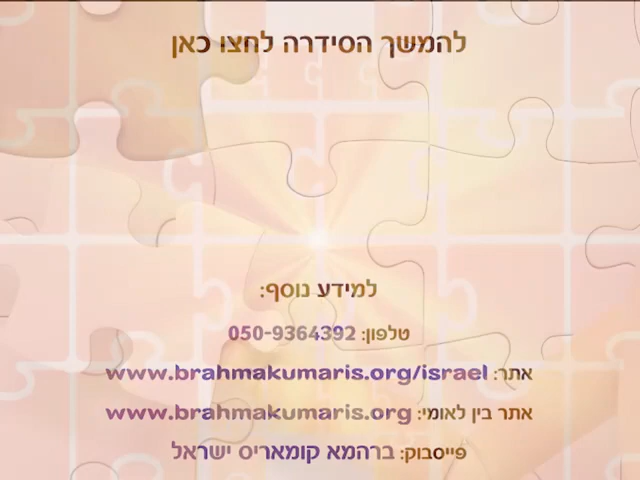 להמשך הסידרה לחצו כאן
למידע נוסף:
טלפון: 050-9364392
אתר: www.brahmakumaris.org/israel
אתר בין לאומי: www.brahmakumaris.org
פייסבוק: ברהמא קומאריס ישראל